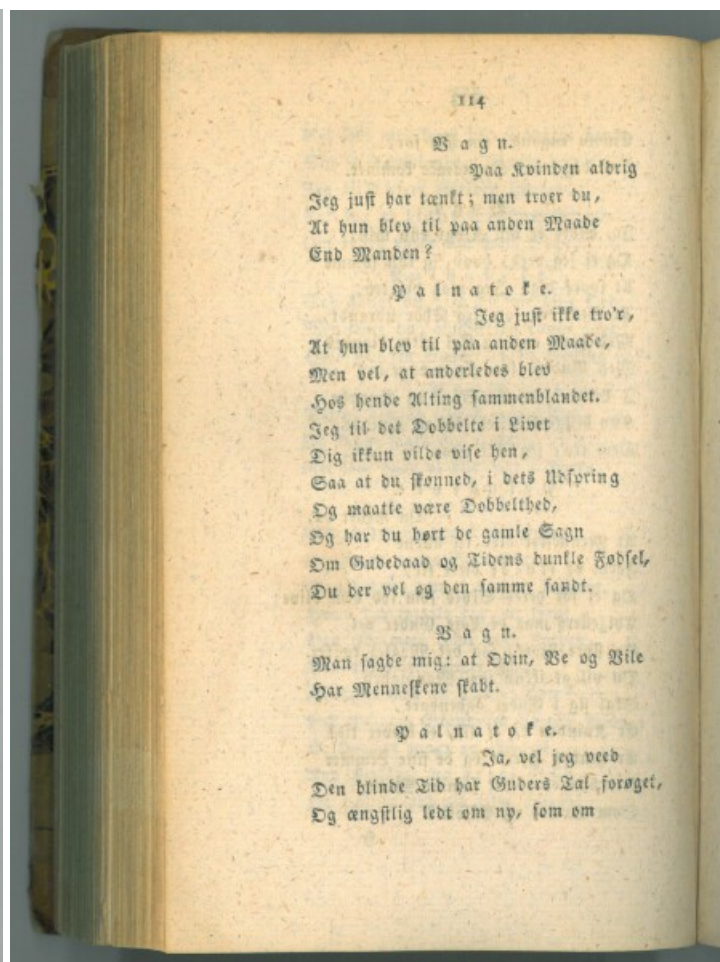 114
Vagn.
Paa Kvinden aldrig
Jeg just har tænkt; men troer du,
At hun blev til paa anden Maade
End Manden?
Palnatoke.
Jeg just ikke tro'r,
At hun blev til paa anden Maade,
Men vel, at anderledes blev
Hos hende Alting sammenblandet.
Jeg til det Dobbelte i Livet
Dig ikkun vilde vise hen,
Saa at du skønned, i dets Udspring
Og maatte være Dobbelthed,
Og har du hørt de gamle Sagn
Om Gudedaad og Tidens dunkle Fødsel,
Du der vel og den samme fandt.
Vagn.
Man sagde mig: at Odin, Ve og Vile
Har Menneskene skabt.
Palnatoke.
Ja, vel jeg veed
Den blinde Tid har Guders Tal forøget,
Og ængstlig ledt om ny, som om